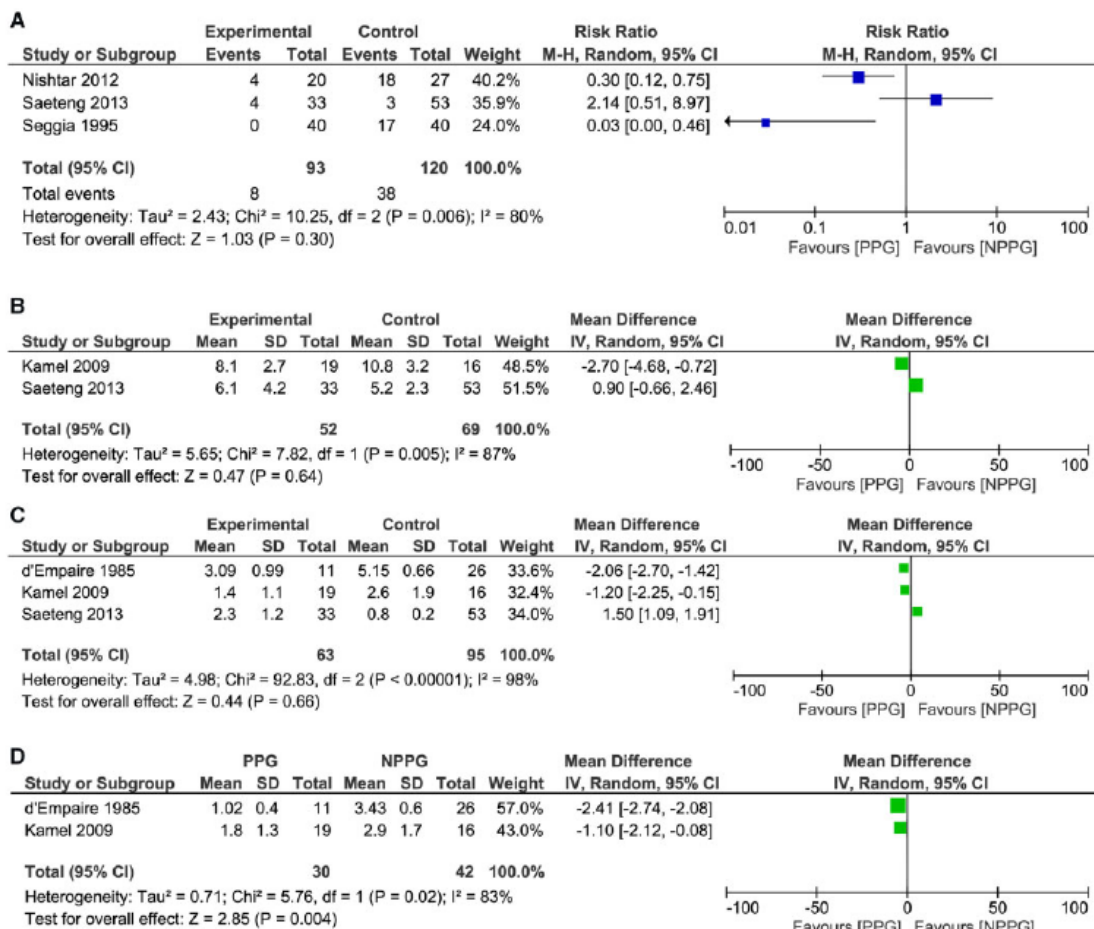 A
Experimental Control Risk Ratio Risk Ratio
Study or Subgroup Events Total Events Total Weight M-H, Random, 95% CI M-H, Random, 95% CI
Nishtar 2012 4 20 18 27 40.2% 0.30 [0.12, 0.75]
Saeteng 2013 4 33 3 53 35.9% 2.14 [0.51, 8.97]
Seggia 1995 0 40 17 40 24.0% 0.03 [0.00, 0.46]
Total (95% CI) 93 120 100.0%
Total events 8 38
Heterogeneity: Tau² = 2.43; Chi² = 10.25, df = 2 (P = 0.006); I² = 80%
Test for overall effect: Z = 1.03 (P = 0.30)
0.01 0.1 1 10 100
Favours [PPG] Favours [NPPG]
B
Experimental Control Mean Difference Mean Difference
Study or Subgroup Mean SD Total Mean SD Total Weight IV, Random, 95% CI IV, Random, 95% CI
Kamel 2009 8.1 2.7 19 10.8 3.2 16 48.5% -2.70 [-4.68, -0.72]
Saeteng 2013 6.1 4.2 33 5.2 2.3 53 51.5% 0.90 [-0.66, 2.46]
Total (95% CI) 52 69 100.0%
Heterogeneity: Tau² = 5.65; Chi² = 7.82, df = 1 (P = 0.005); I² = 87%
Test for overall effect: Z = 0.47 (P = 0.64)
-100 -50 0 50 100
Favours [PPG] Favours [NPPG]
C
Experimental Control Mean Difference Mean Difference
Study or Subgroup Mean SD Total Mean SD Total Weight IV, Random, 95% CI IV, Random, 95% CI
d'Empaire 1985 3.09 0.99 11 5.15 0.66 26 33.6% -2.06 [-2.70, -1.42]
Kamel 2009 1.4 1.1 19 2.6 1.9 16 32.4% -1.20 [-2.25, -0.15]
Saeteng 2013 2.3 1.2 33 0.8 0.2 53 34.0% 1.50 [1.09, 1.91]
Total (95% CI) 63 95 100.0%
Heterogeneity: Tau² = 4.98; Chi² = 92.83, df = 2 (P < 0.00001); I² = 98%
Test for overall effect: Z = 0.44 (P = 0.66)
-100 -50 0 50 100
Favours [PPG] Favours [NPPG]
D
PPG NPPG Mean Difference Mean Difference
Study or Subgroup Mean SD Total Mean SD Total Weight IV, Random, 95% CI IV, Random, 95% CI
d'Empaire 1985 1.02 0.4 11 3.43 0.6 26 57.0% -2.41 [-2.74, -2.08]
Kamel 2009 1.8 1.3 19 2.9 1.7 16 43.0% -1.10 [-2.12, -0.08]
Total (95% CI) 30 42 100.0%
Heterogeneity: Tau² = 0.71; Chi² = 5.76, df = 1 (P = 0.02); I² = 83%
Test for overall effect: Z = 2.85 (P = 0.004)
-100 -50 0 50 100
Favours [PPG] Favours [NPPG]